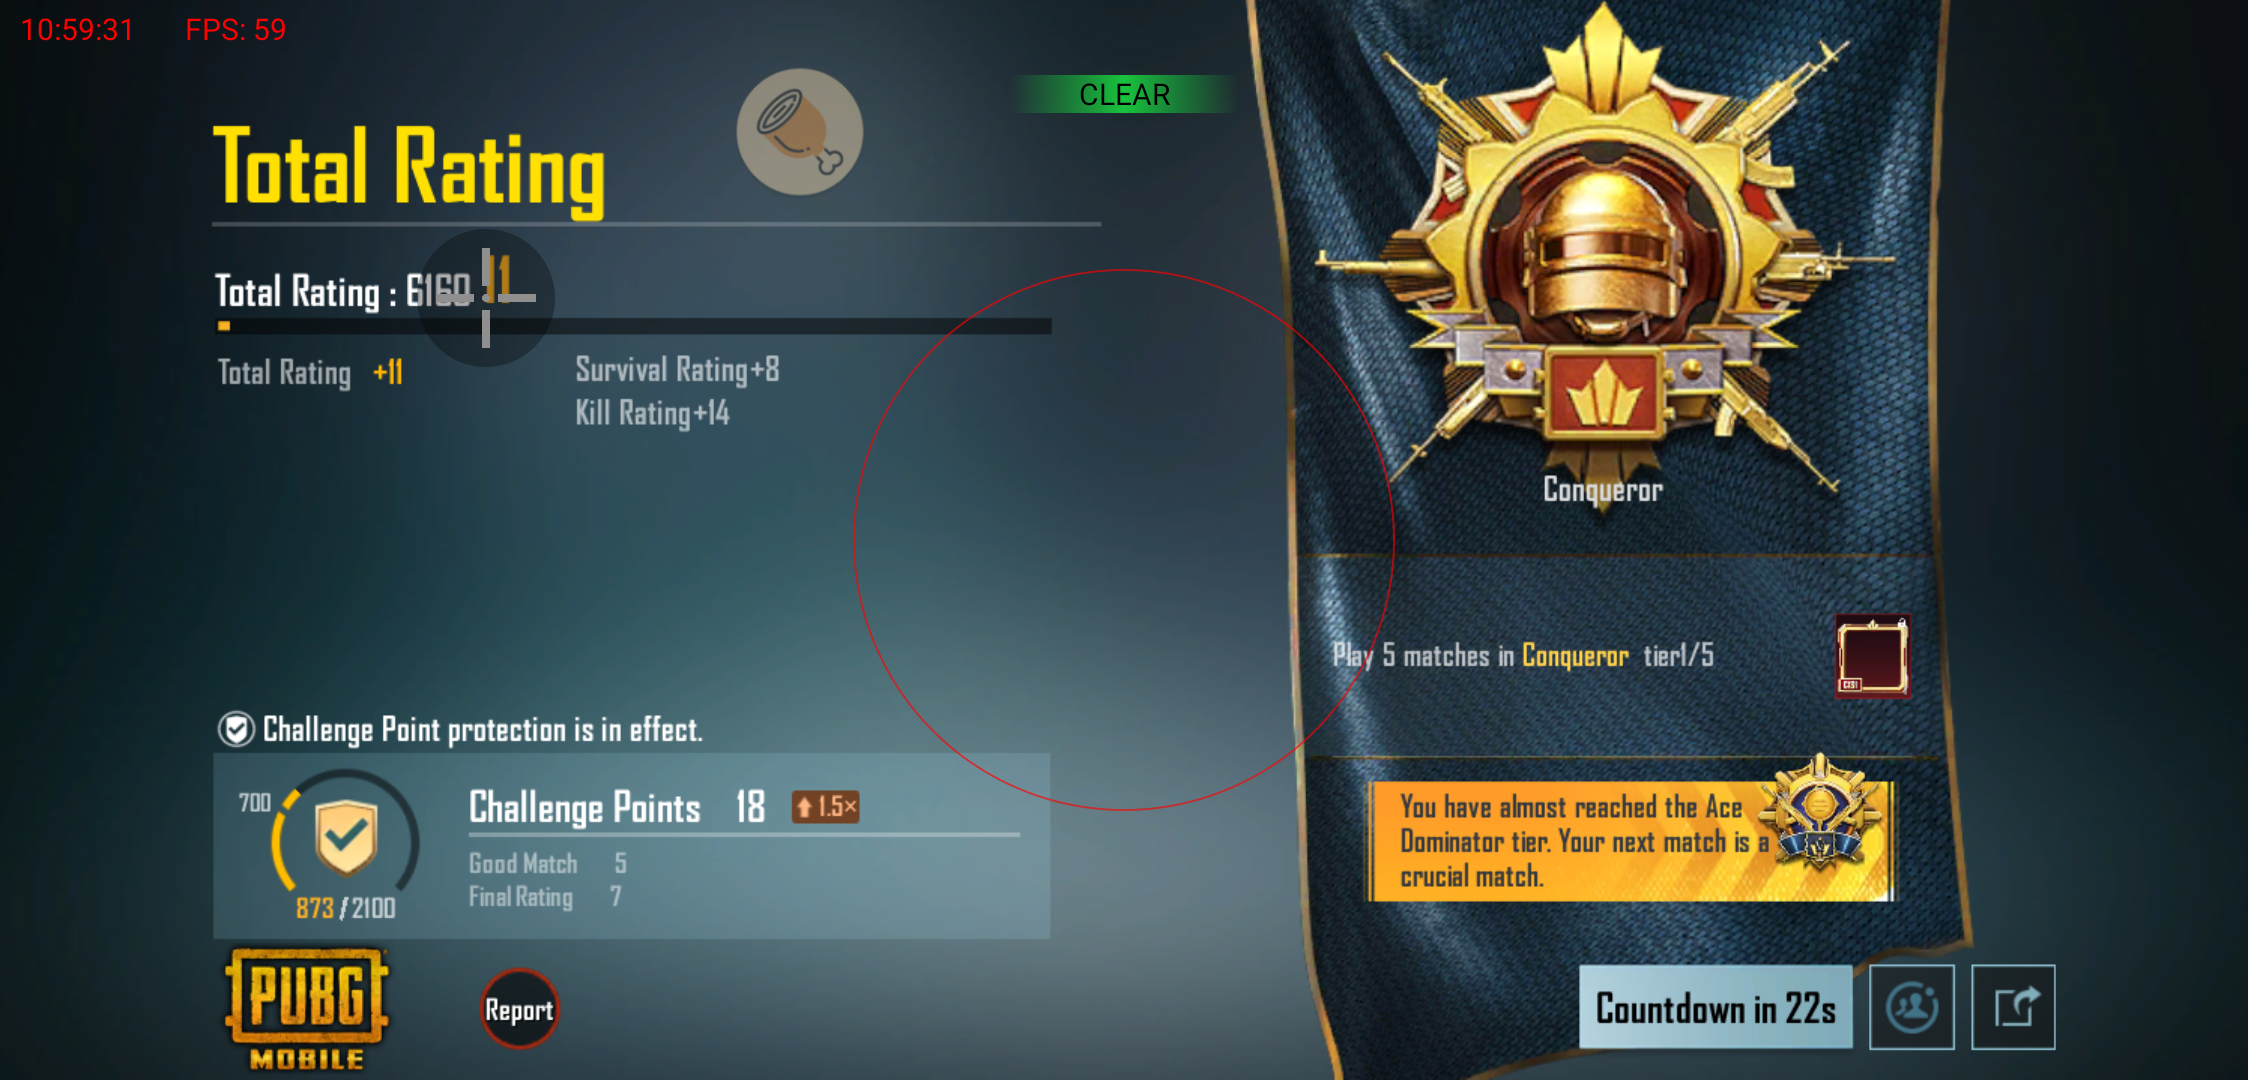 10:59:31 FPS: 59
CLEAR
Total Rating
Total Rating : 6160 11
Total Rating +11
Survival Rating+8
Kill Rating+14
Conqueror
Play 5 matches in Conqueror tier1/5
Challenge Point protection is in effect.
700
873 / 2100
Challenge Points 18 1.5×
Good Match 5
Final Rating 7
You have almost reached the Ace
Dominator tier. Your next match is a
crucial match.
PUBG
MOBILE
Report
Countdown in 22s